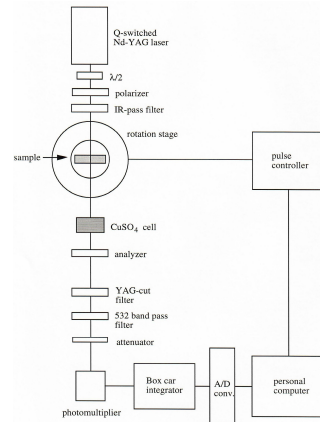 Q-switched
Nd-YAG laser
λ/2
polarizer
IR-pass filter
rotation stage
sample
pulse
controller
CuSO4 cell
analyzer
YAG-cut
filter
532 band pass
filter
attenuator
Box car
integrator
A/D
conv.
personal
computer
photomultiplier